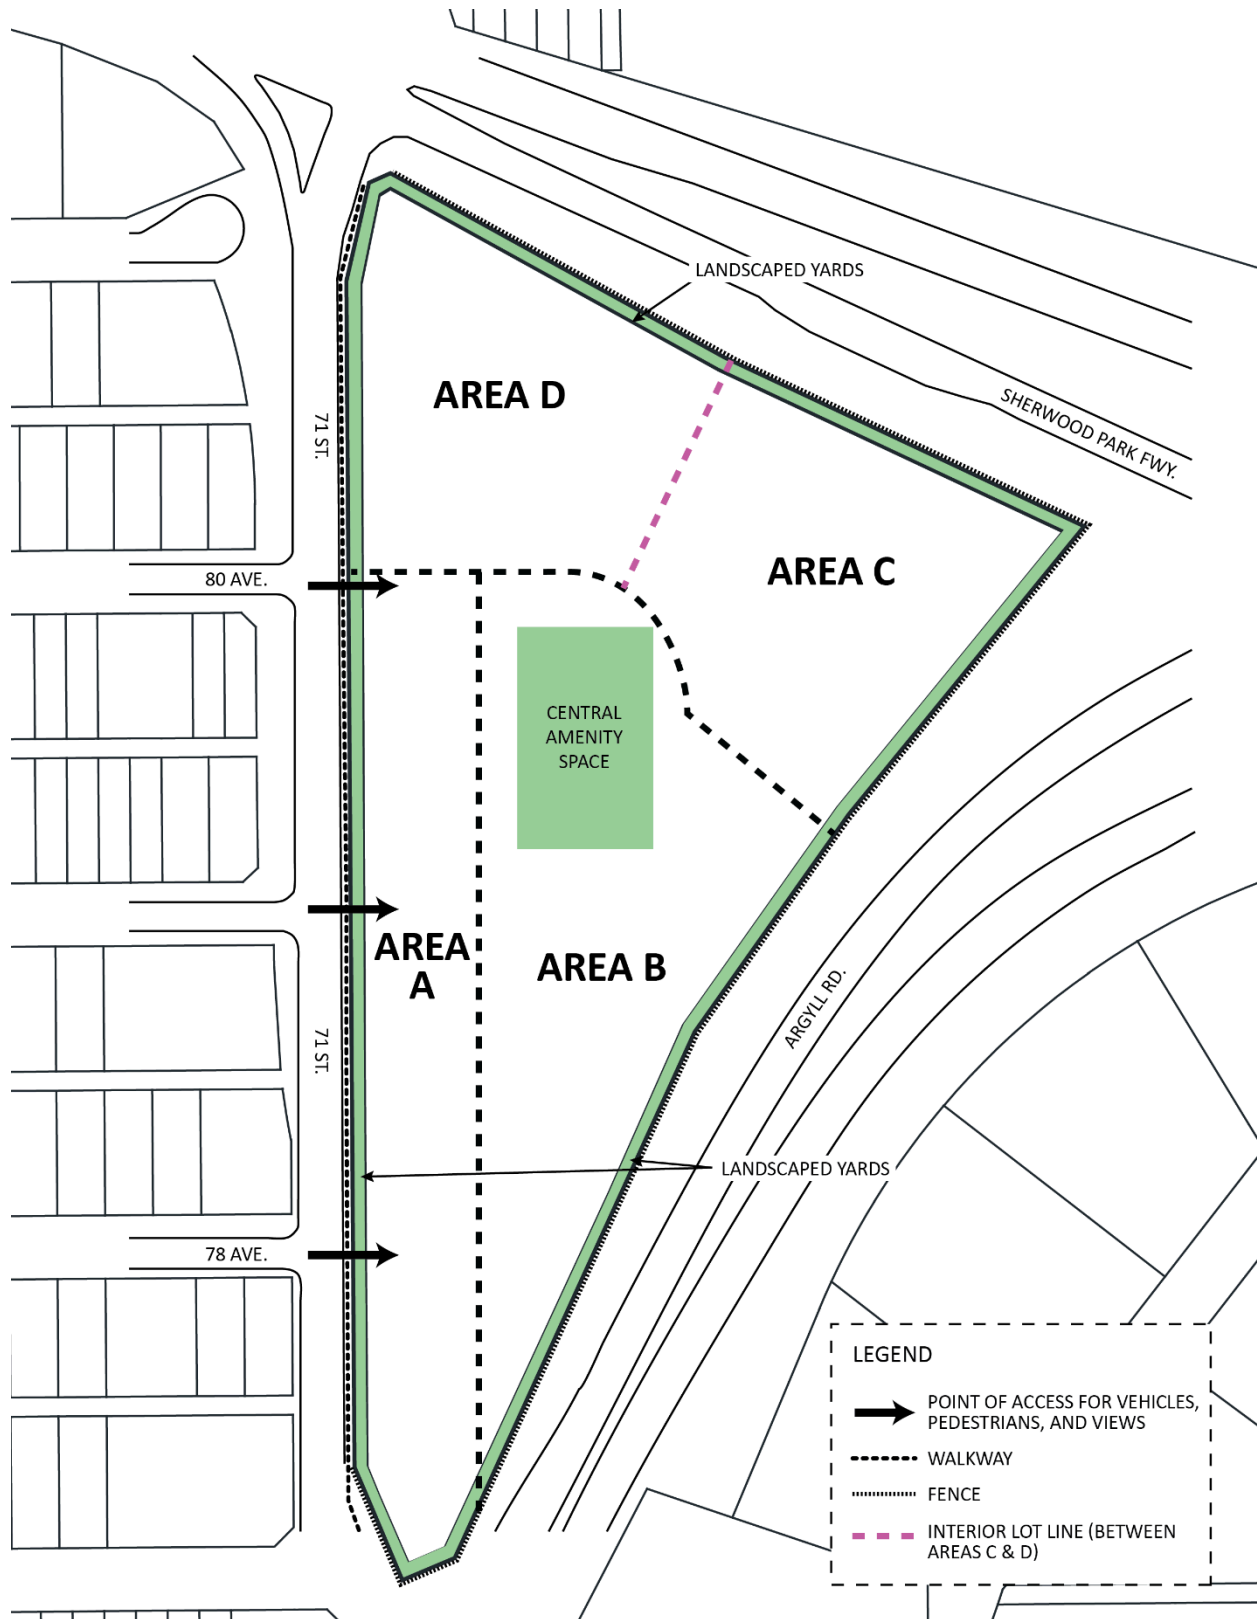 LANDSCAPED YARDS
AREA D
SHERWOOD PARK FWY.
71 ST.
AREA C
80 AVE.
CENTRAL
AMENITY
SPACE
AREA
A
AREA B
ARGYLL RD.
71 ST.
LANDSCAPED YARDS
78 AVE.
LEGEND
POINT OF ACCESS FOR VEHICLES,
PEDESTRIANS, AND VIEWS
WALKWAY
FENCE
INTERIOR LOT LINE (BETWEEN
AREAS C & D)